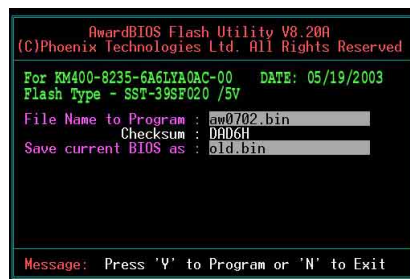 AwardBIOS Flash Utility V8.20A
(C)Phoenix Technologies Ltd. All Rights Reserved
For KM400-8235-6A6LYA0AC-00 DATE: 05/19/2003
Flash Type - SST-39SF020 /5V
File Name to Program : aw0702.bin
Checksum : DAD6H
Save current BIOS as : old.bin
Message: Press 'Y' to Program or 'N' to Exit